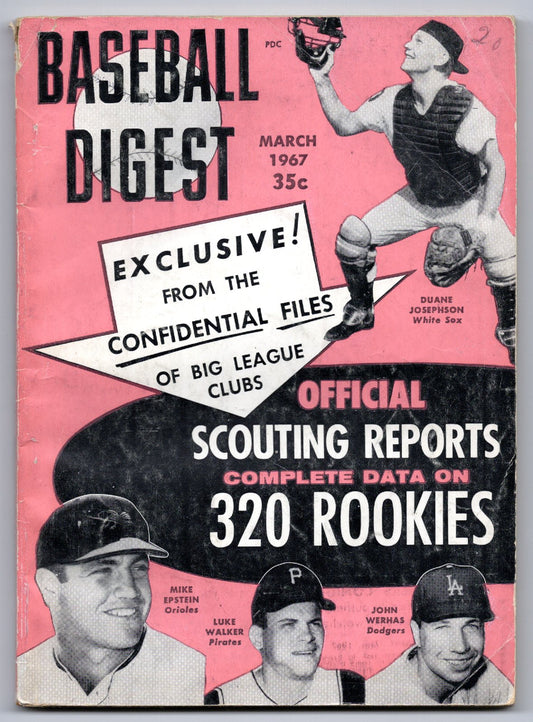 BASEBALL
DIGEST
PDC
20
MARCH
1967
35c
EXCLUSIVE!
FROM THE
CONFIDENTIAL FILES
OF BIG LEAGUE
CLUBS
DUANE
JOSEPHSON
White Sox
OFFICIAL
SCOUTING REPORTS
COMPLETE DATA ON
320 ROOKIES
MIKE
EPSTEIN
Orioles
LUKE
WALKER
Pirates
P
JOHN
WERHAS
Dodgers
LA